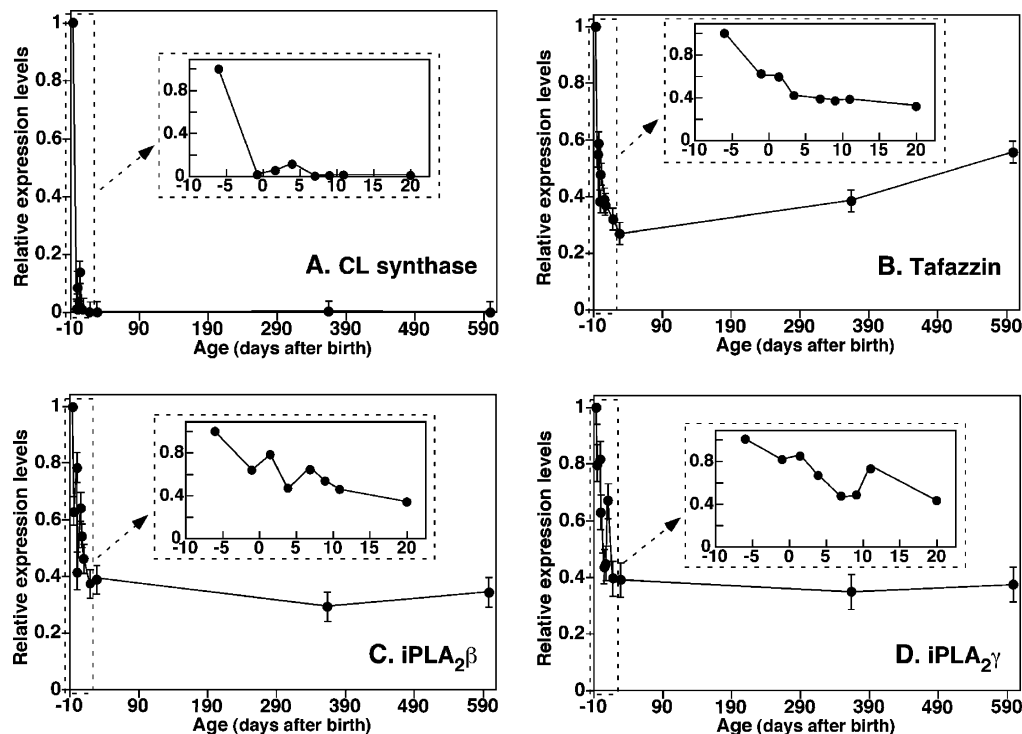 Relative expression levels
1
0.8
0.6
0.4
0.2
0
-10 90 190 290 390 490 590
Age (days after birth)
0.8
0.4
0
-10 -5 0 5 10 15 20
A. CL synthase
Relative expression levels
1
0.8
0.6
0.4
0.2
0
-10 90 190 290 390 490 590
Age (days after birth)
0.8
0.4
0
-10 -5 0 5 10 15 20
B. Tafazzin
Relative expression levels
1
0.8
0.6
0.4
0.2
0
-10 90 190 290 390 490 590
Age (days after birth)
0.8
0.4
0
-10 -5 0 5 10 15 20
C. iPLA₂β
Relative expression levels
1
0.8
0.6
0.4
0.2
0
-10 90 190 290 390 490 590
Age (days after birth)
0.8
0.4
0
-10 -5 0 5 10 15 20
D. iPLA₂γ